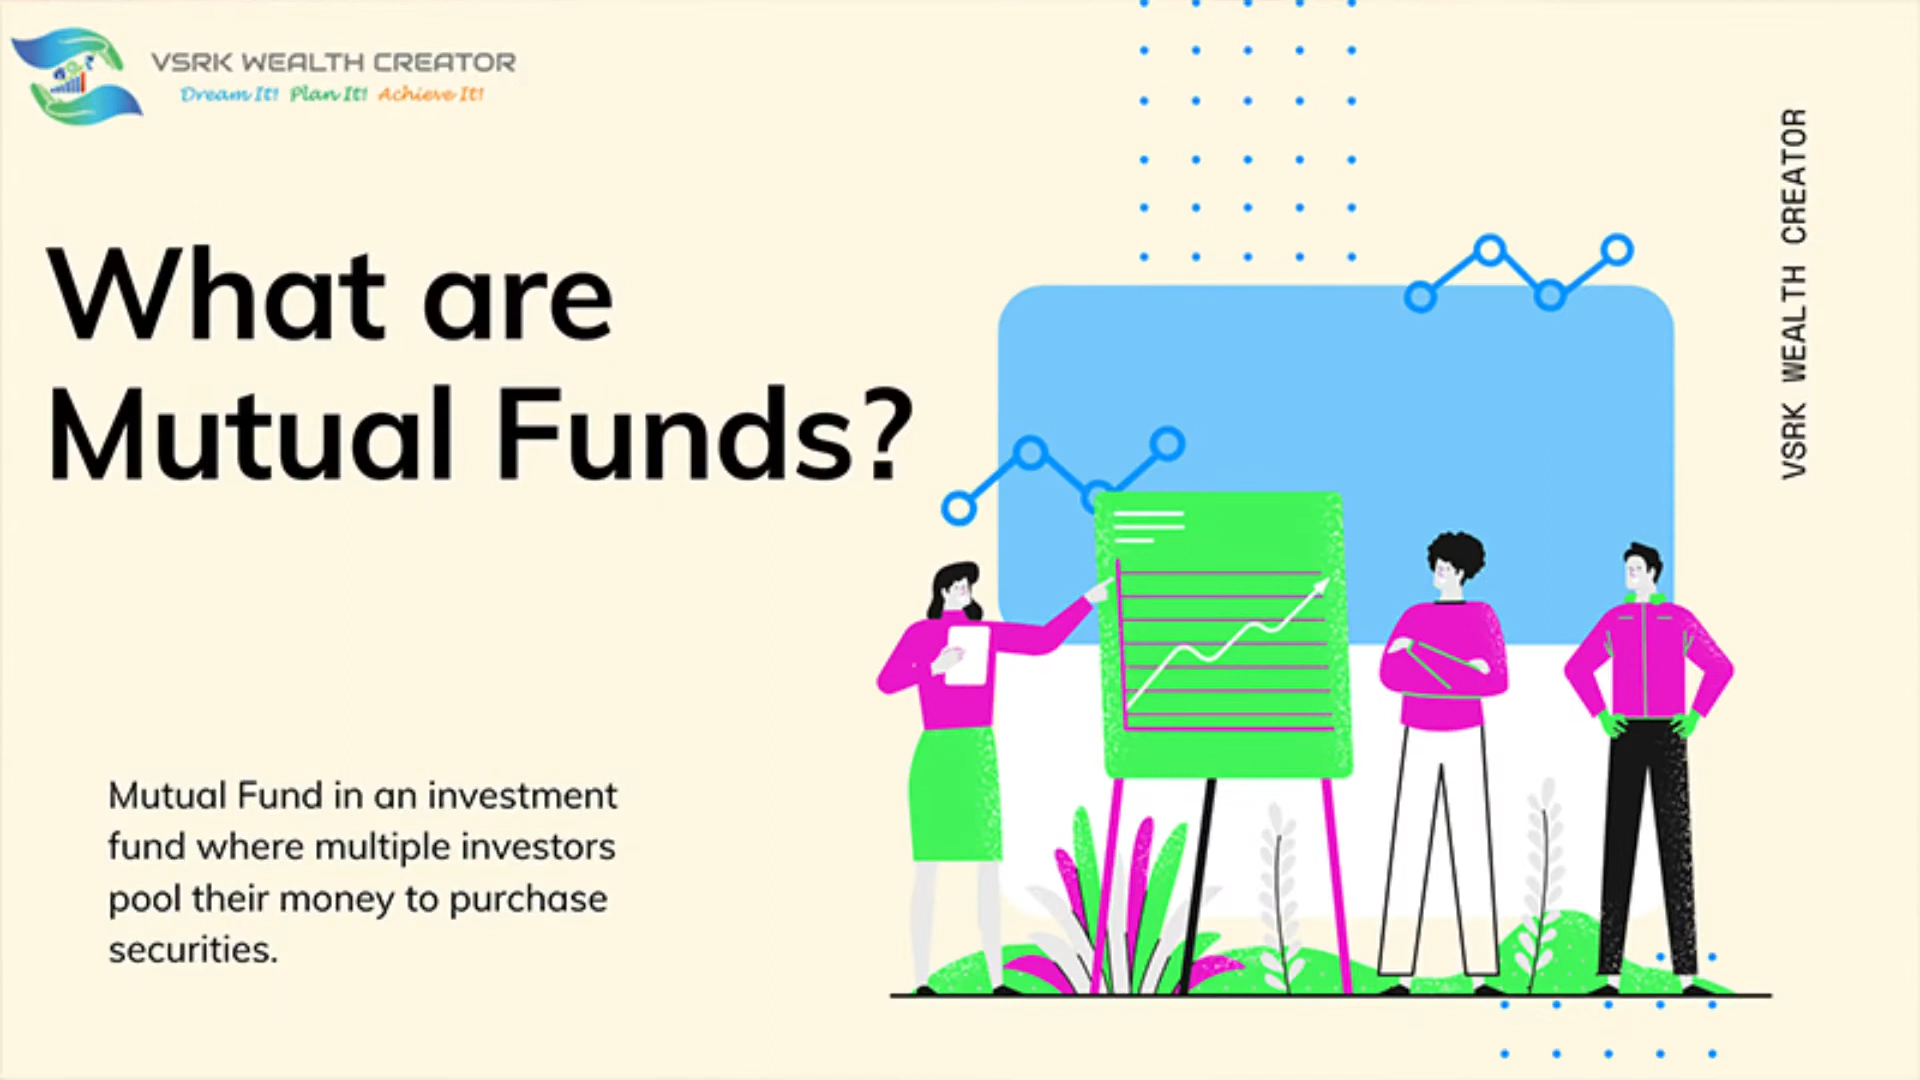 VSRK WEALTH CREATOR
Dream It! Plan It! Achieve It!
What are
Mutual Funds?
Mutual Fund in an investment
fund where multiple investors
pool their money to purchase
securities.
VSRK WEALTH CREATOR